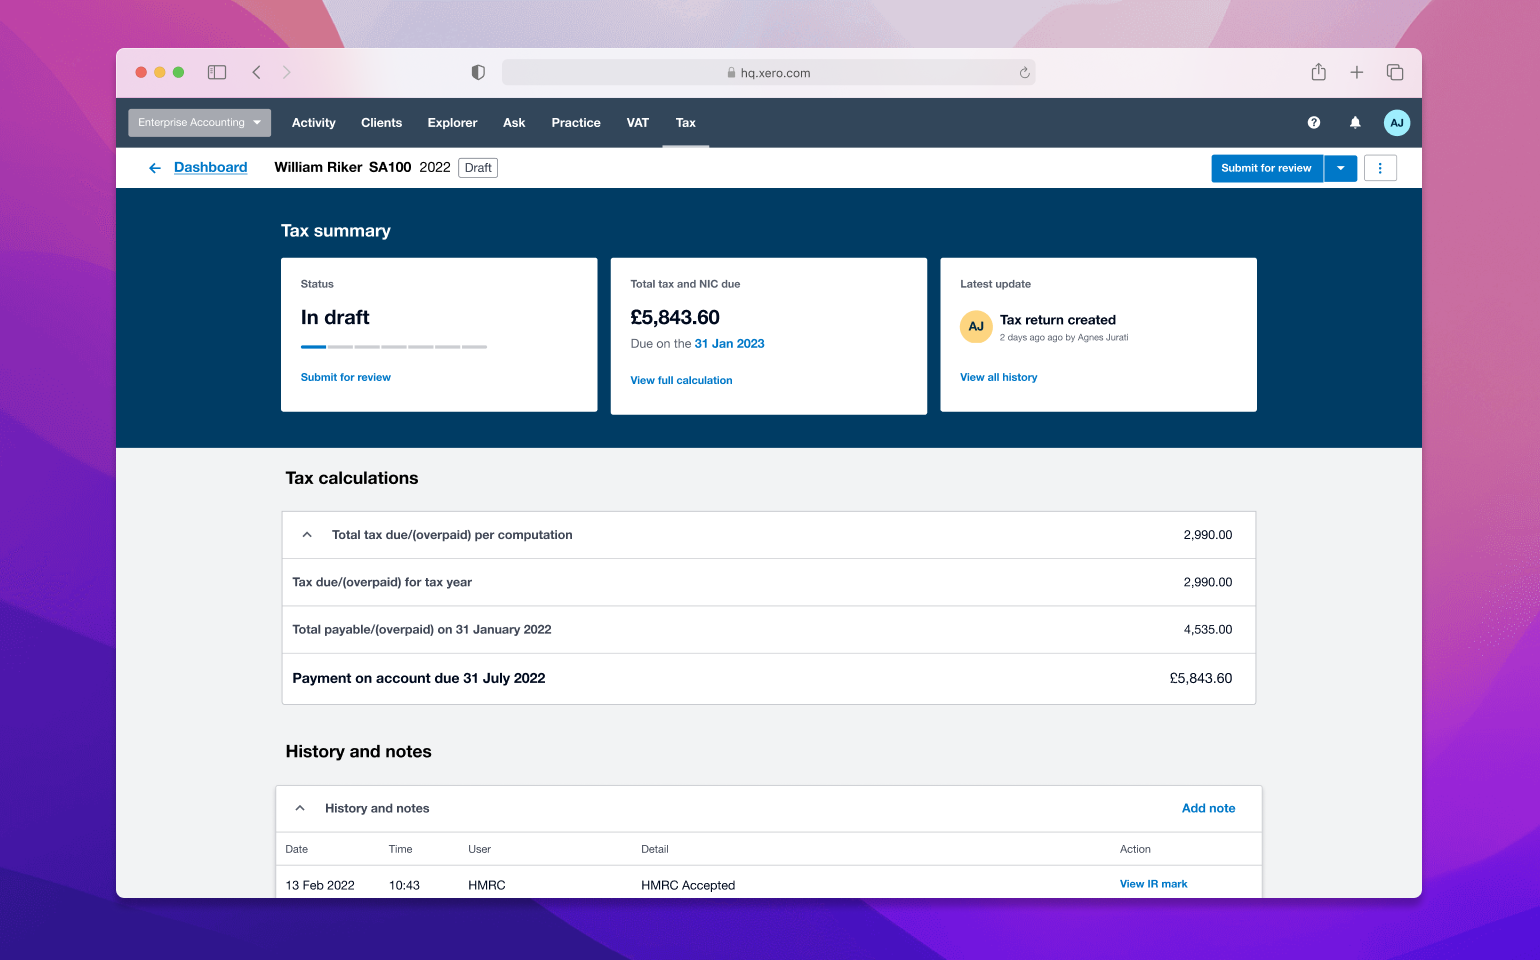 hq.xero.com
Enterprise Accounting Activity Clients Explorer Ask Practice VAT Tax ? AJ
Dashboard William Riker SA100 2022 Draft Submit for review
Tax summary
Status
In draft
Submit for review
Total tax and NIC due
£5,843.60
Due on the 31 Jan 2023
View full calculation
Latest update
AJ Tax return created
2 days ago ago by Agnes Jurati
View all history
Tax calculations
Total tax due/(overpaid) per computation 2,990.00
Tax due/(overpaid) for tax year 2,990.00
Total payable/(overpaid) on 31 January 2022 4,535.00
Payment on account due 31 July 2022 £5,843.60
History and notes
History and notes Add note
Date Time User Detail Action
13 Feb 2022 10:43 HMRC HMRC Accepted View IR mark